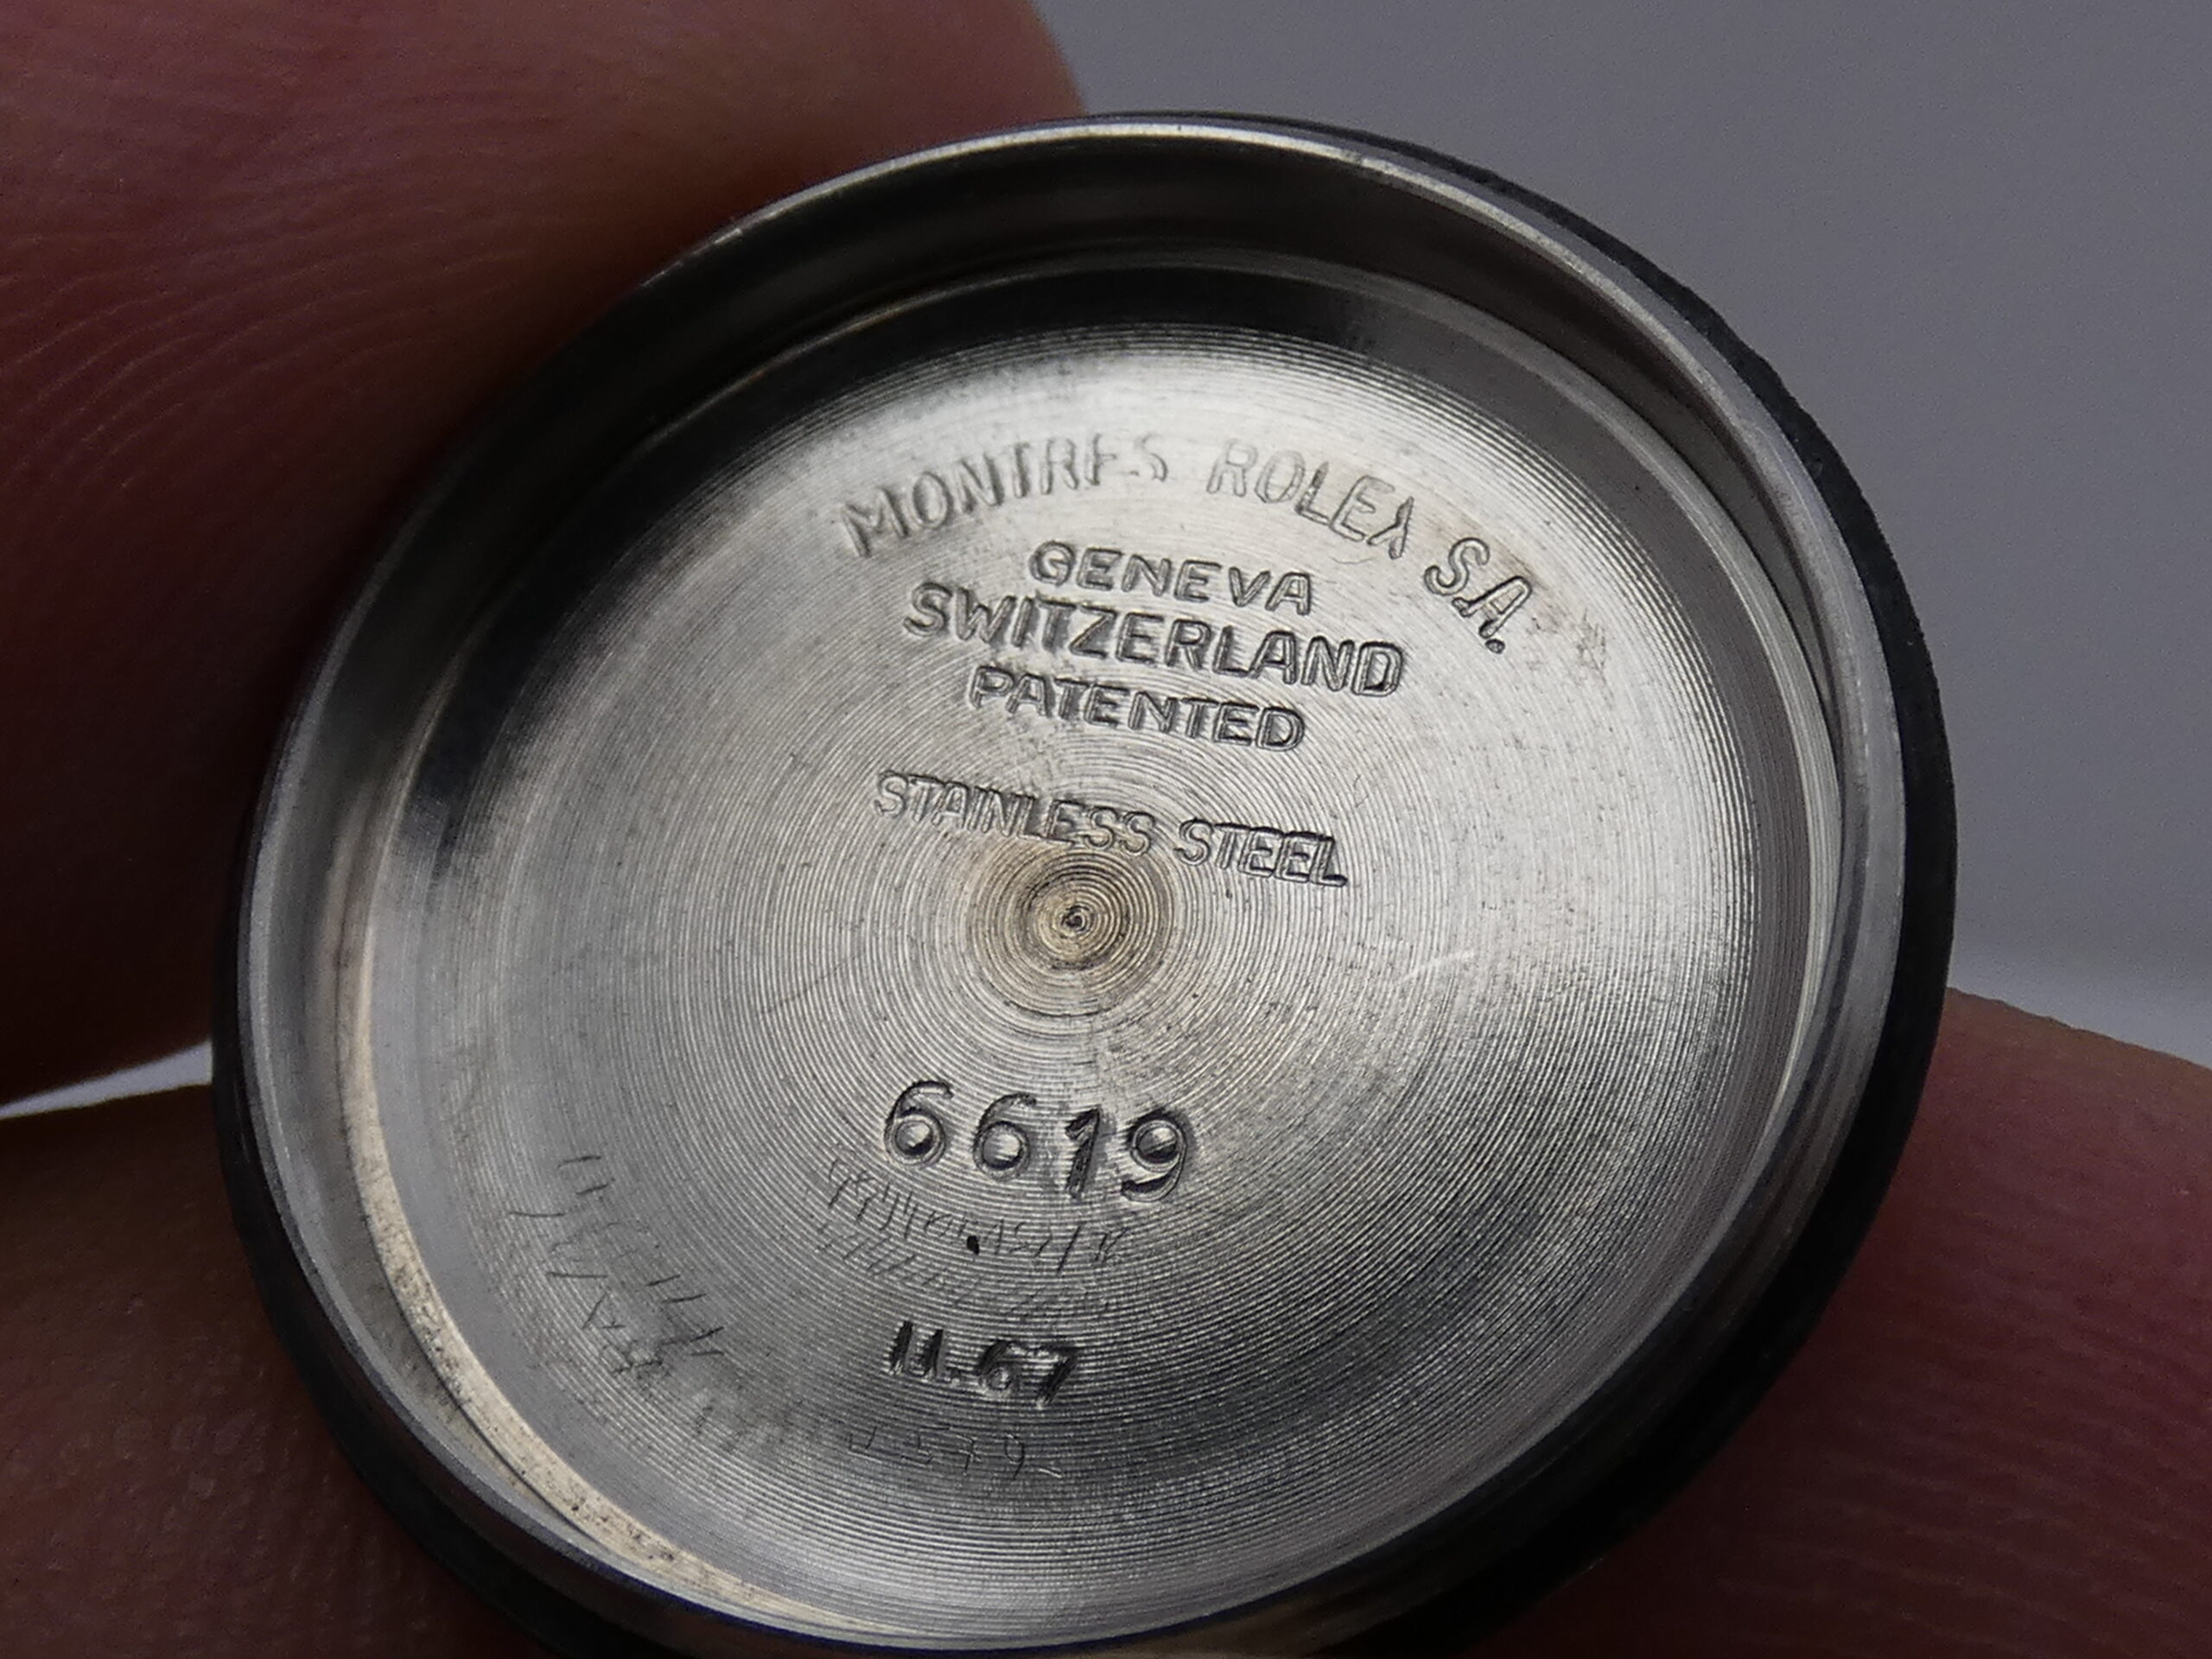 MONTRES ROLEX S.A.
GENEVA
SWITZERLAND
PATENTED
STAINLESS STEEL
6619
II.67